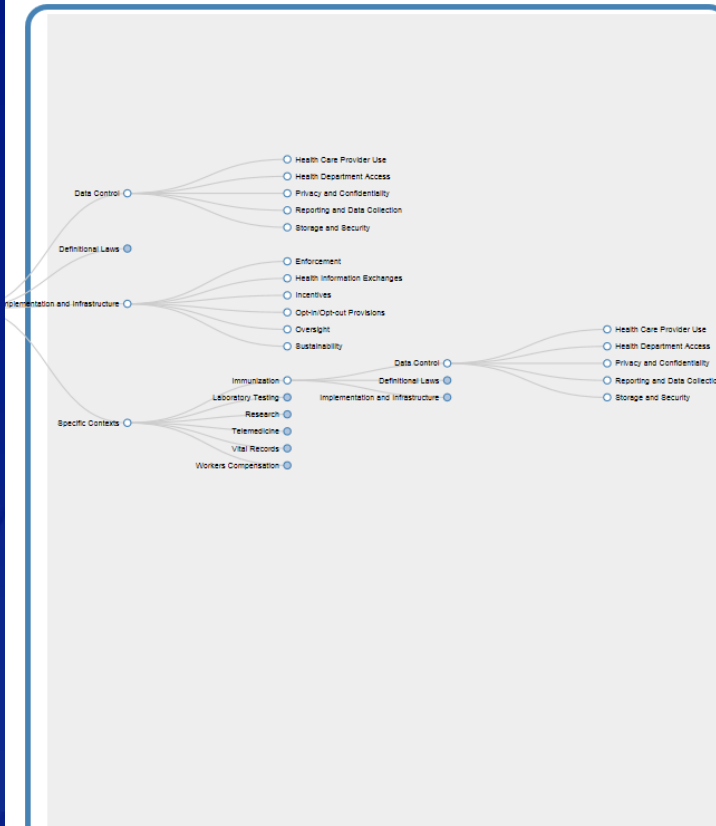 Health Care Provider Use
Health Department Access
Data Control
Privacy and Confidentiality
Reporting and Data Collection
Storage and Security
Definitional Laws
Enforcement
Health Information Exchanges
Incentives
mplementation and Infrastructure
Opt-in/Opt-out Provisions
Oversight
Sustainability
Health Care Provider Use
Health Department Access
Data Control
Privacy and Confidentiality
Immunization
Definitional Laws
Reporting and Data Collectio
Laboratory Testing
Implementation and Infrastructure
Storage and Security
Research
Specific Contexts
Telemedicine
Vital Records
Workers Compensation